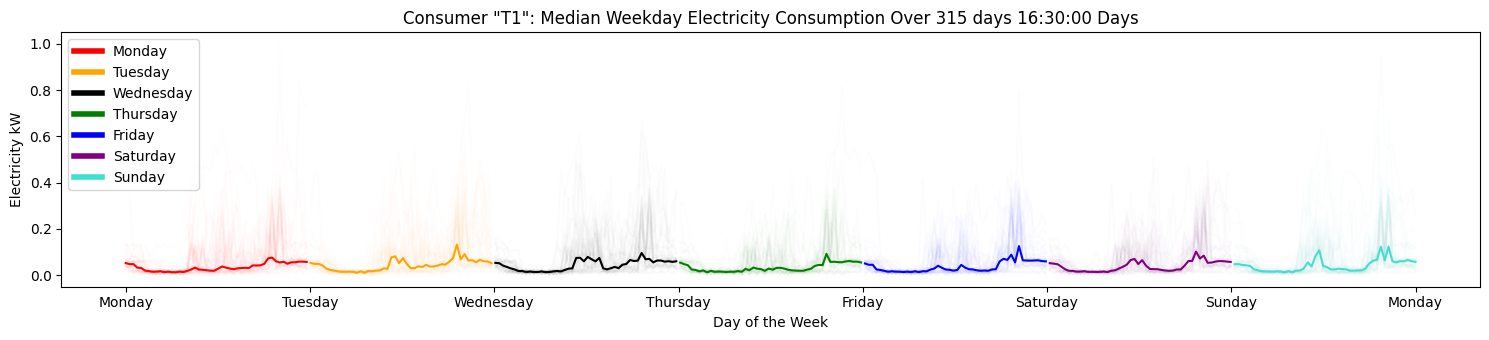 Consumer "T1": Median Weekday Electricity Consumption Over 315 days 16:30:00 Days
Electricity kW
1.0
0.8
0.6
0.4
0.2
0.0
Monday
Tuesday
Wednesday
Thursday
Friday
Saturday
Sunday
Monday Tuesday Wednesday Thursday Friday Saturday Sunday Monday
Day of the Week